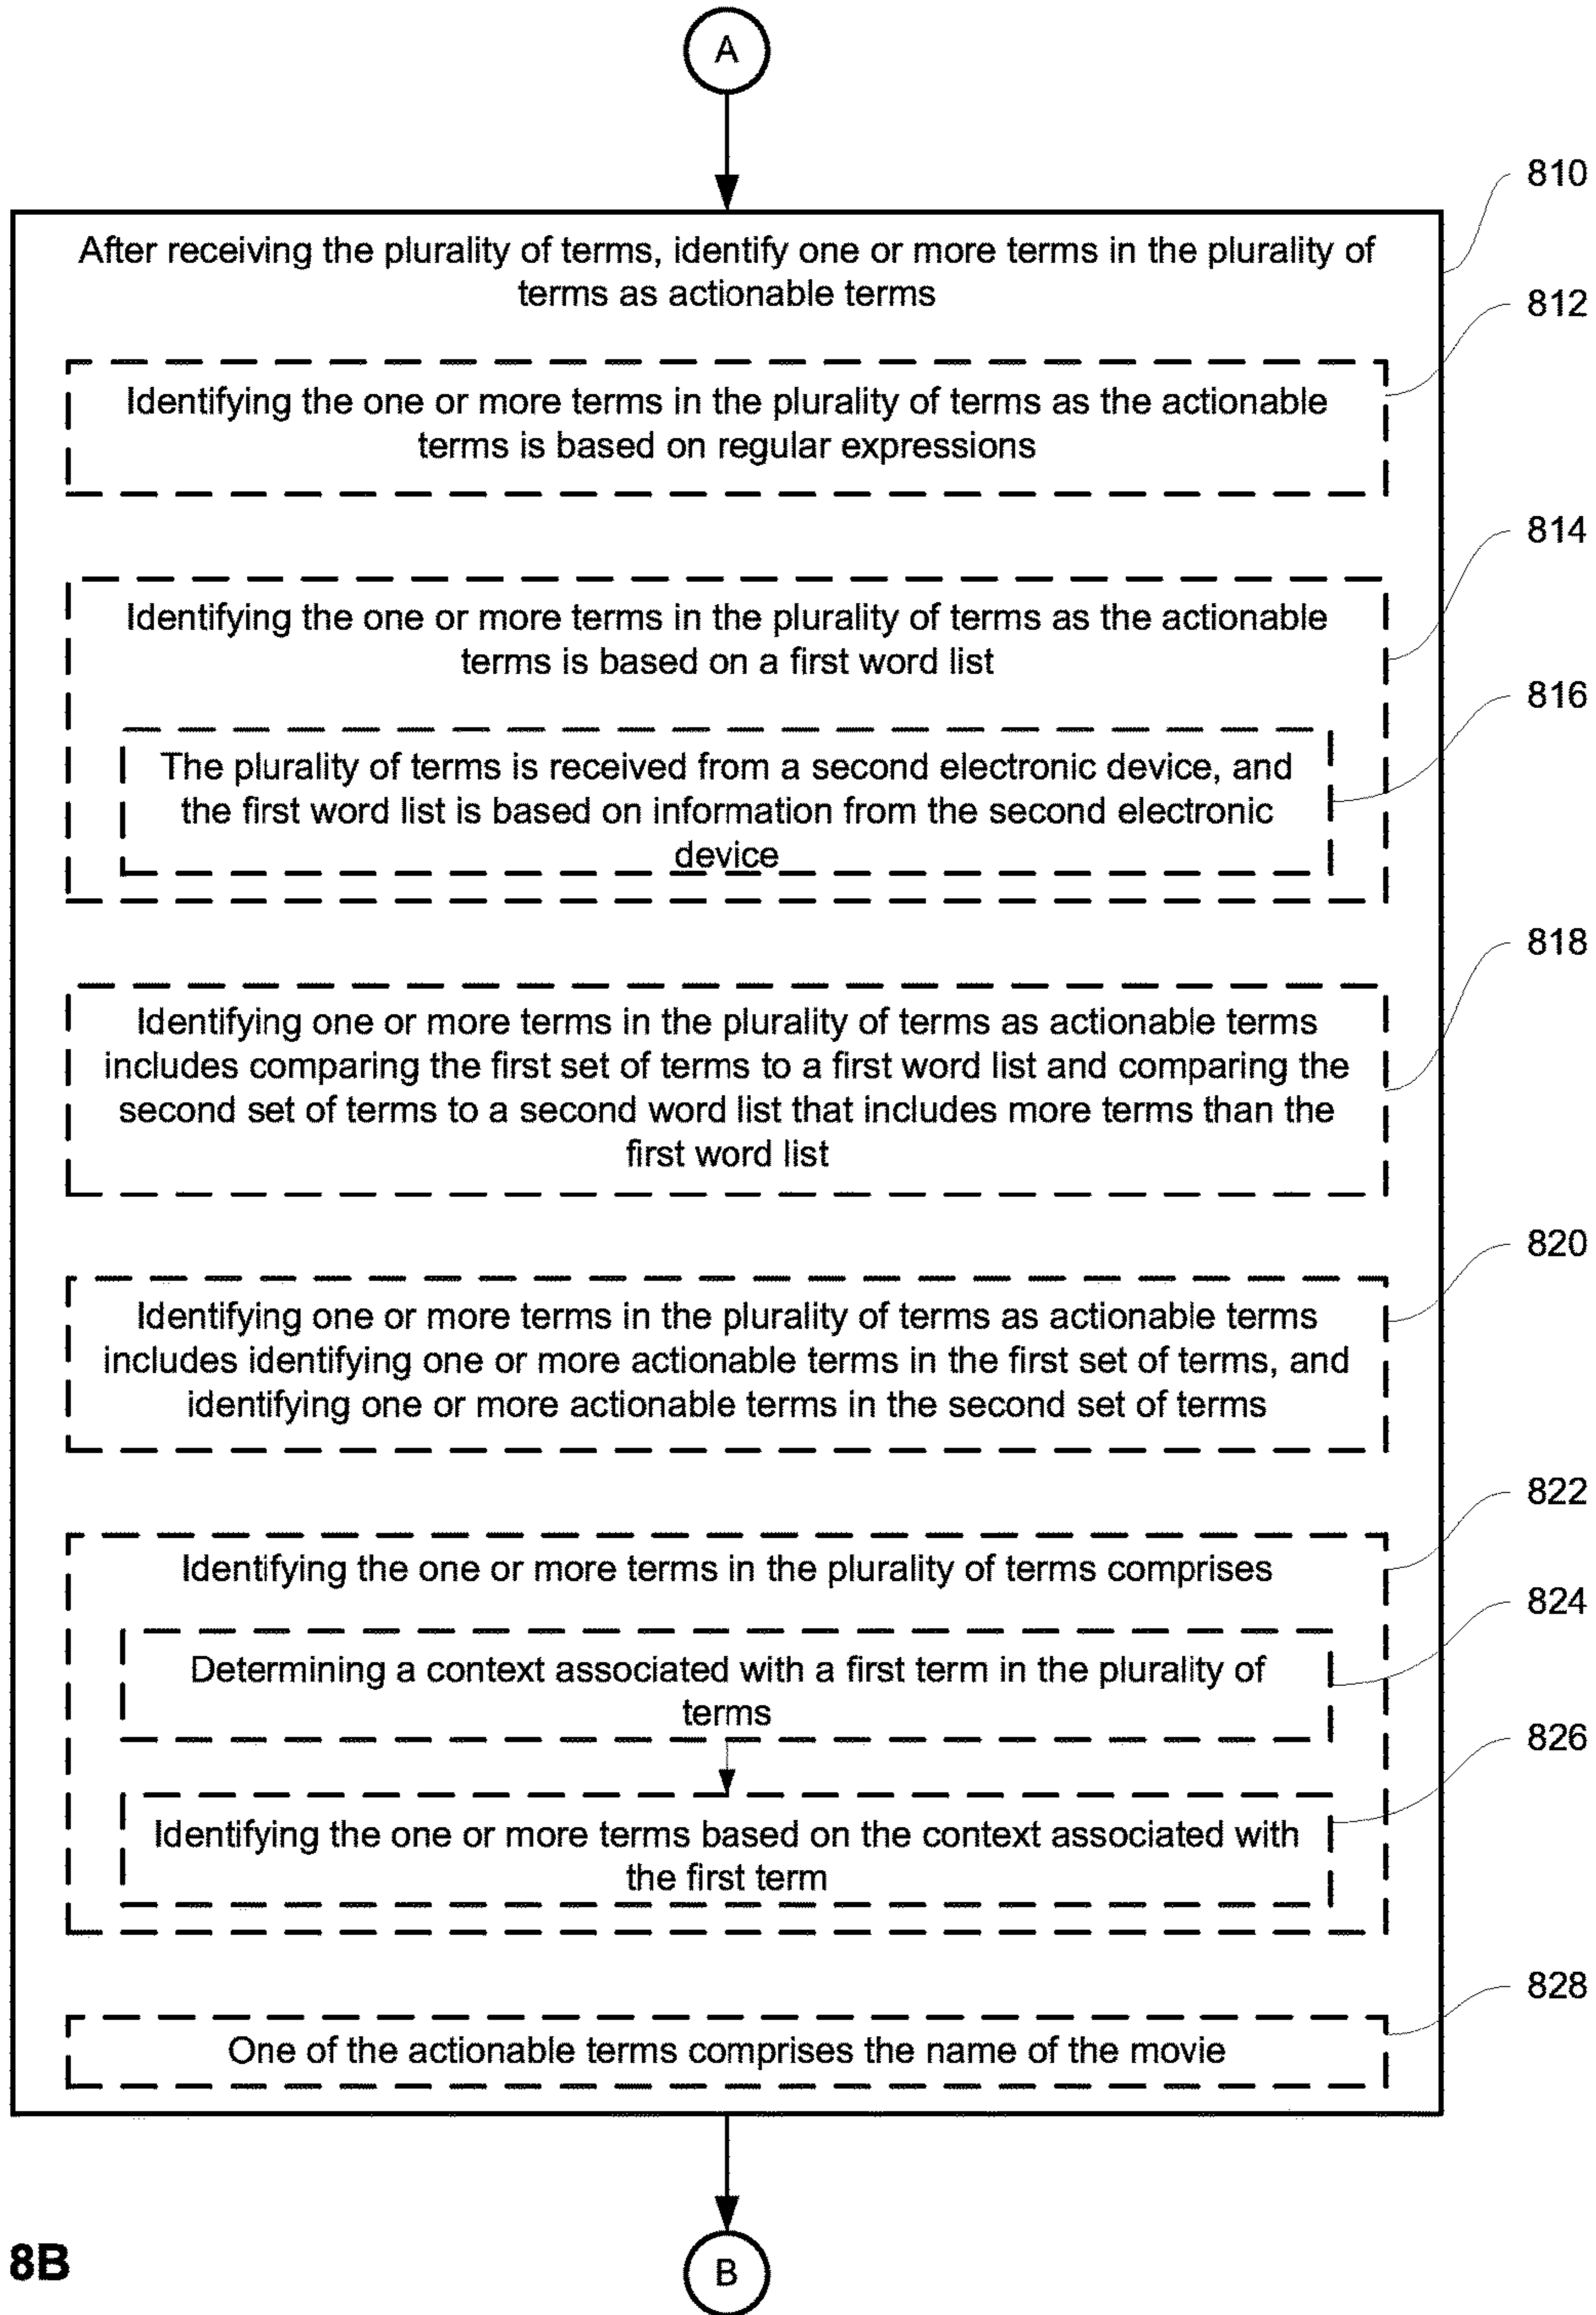 A
810
After receiving the plurality of terms, identify one or more terms in the plurality of
terms as actionable terms
812
Identifying the one or more terms in the plurality of terms as the actionable
terms is based on regular expressions
814
Identifying the one or more terms in the plurality of terms as the actionable
terms is based on a first word list
816
The plurality of terms is received from a second electronic device, and
the first word list is based on information from the second electronic
device
818
Identifying one or more terms in the plurality of terms as actionable terms
includes comparing the first set of terms to a first word list and comparing the
second set of terms to a second word list that includes more terms than the
first word list
820
Identifying one or more terms in the plurality of terms as actionable terms
includes identifying one or more actionable terms in the first set of terms, and
identifying one or more actionable terms in the second set of terms
822
Identifying the one or more terms in the plurality of terms comprises
824
Determining a context associated with a first term in the plurality of
terms
826
Identifying the one or more terms based on the context associated with
the first term
828
One of the actionable terms comprises the name of the movie
8B
B